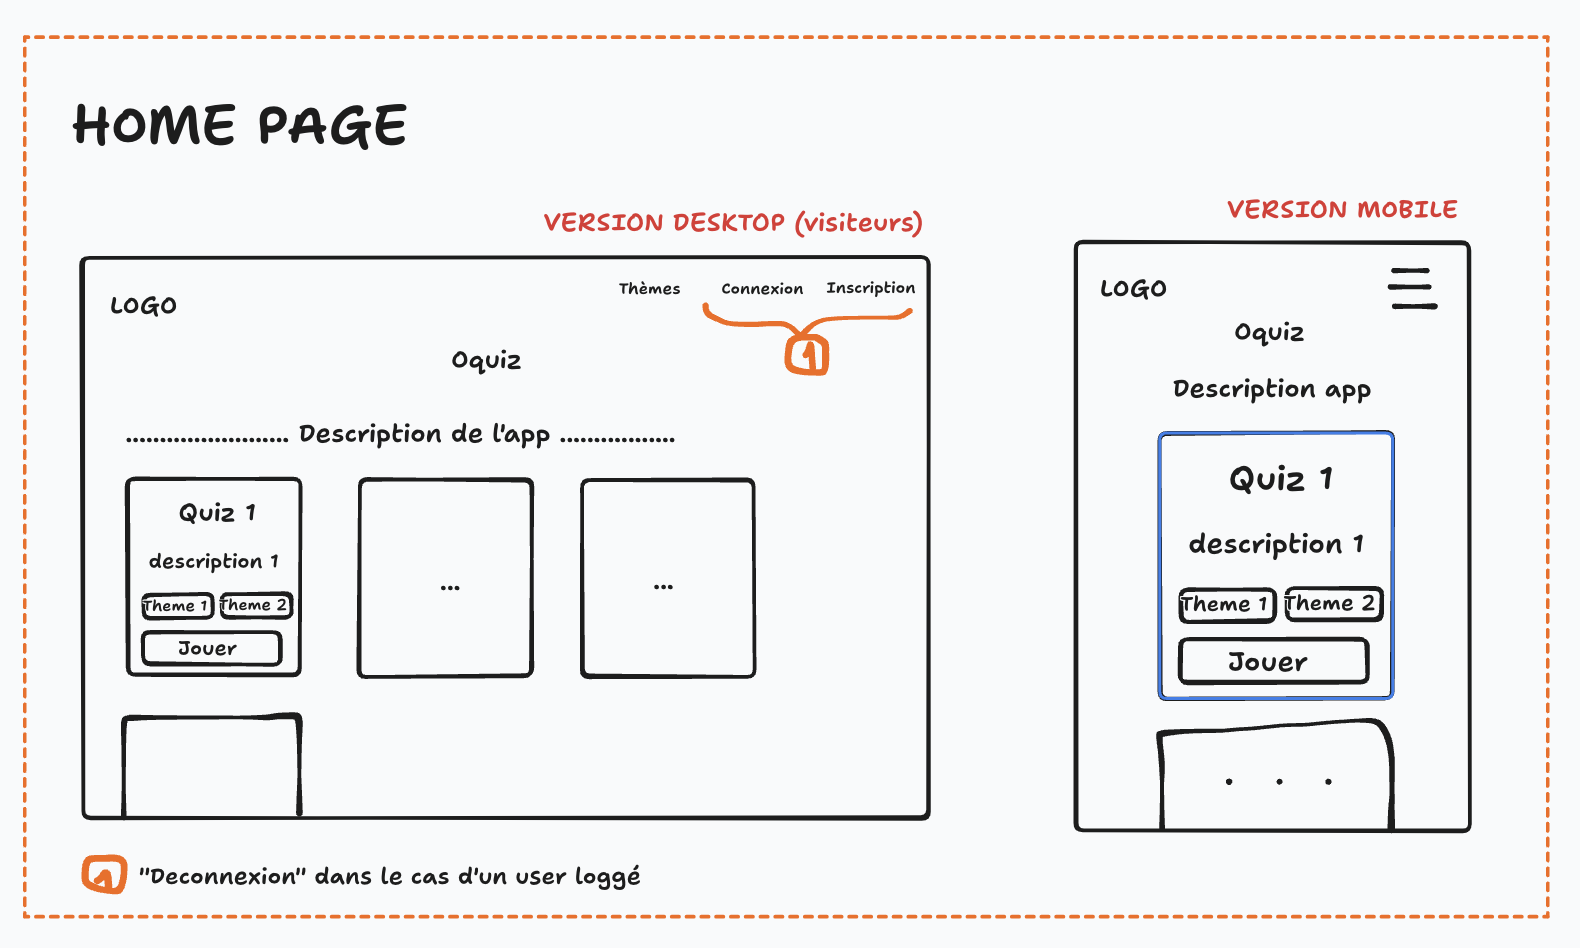 HOME PAGE
VERSION DESKTOP (visiteurs)
LOGO
Thèmes Connexion Inscription
1
Oquiz
........................ Description de l'app .................
Quiz 1
description 1
Theme 1 Theme 2
Jouer
...
...
1 "Deconnexion" dans le cas d'un user loggé
VERSION MOBILE
LOGO
Oquiz
Description app
Quiz 1
description 1
Theme 1 Theme 2
Jouer
. . .